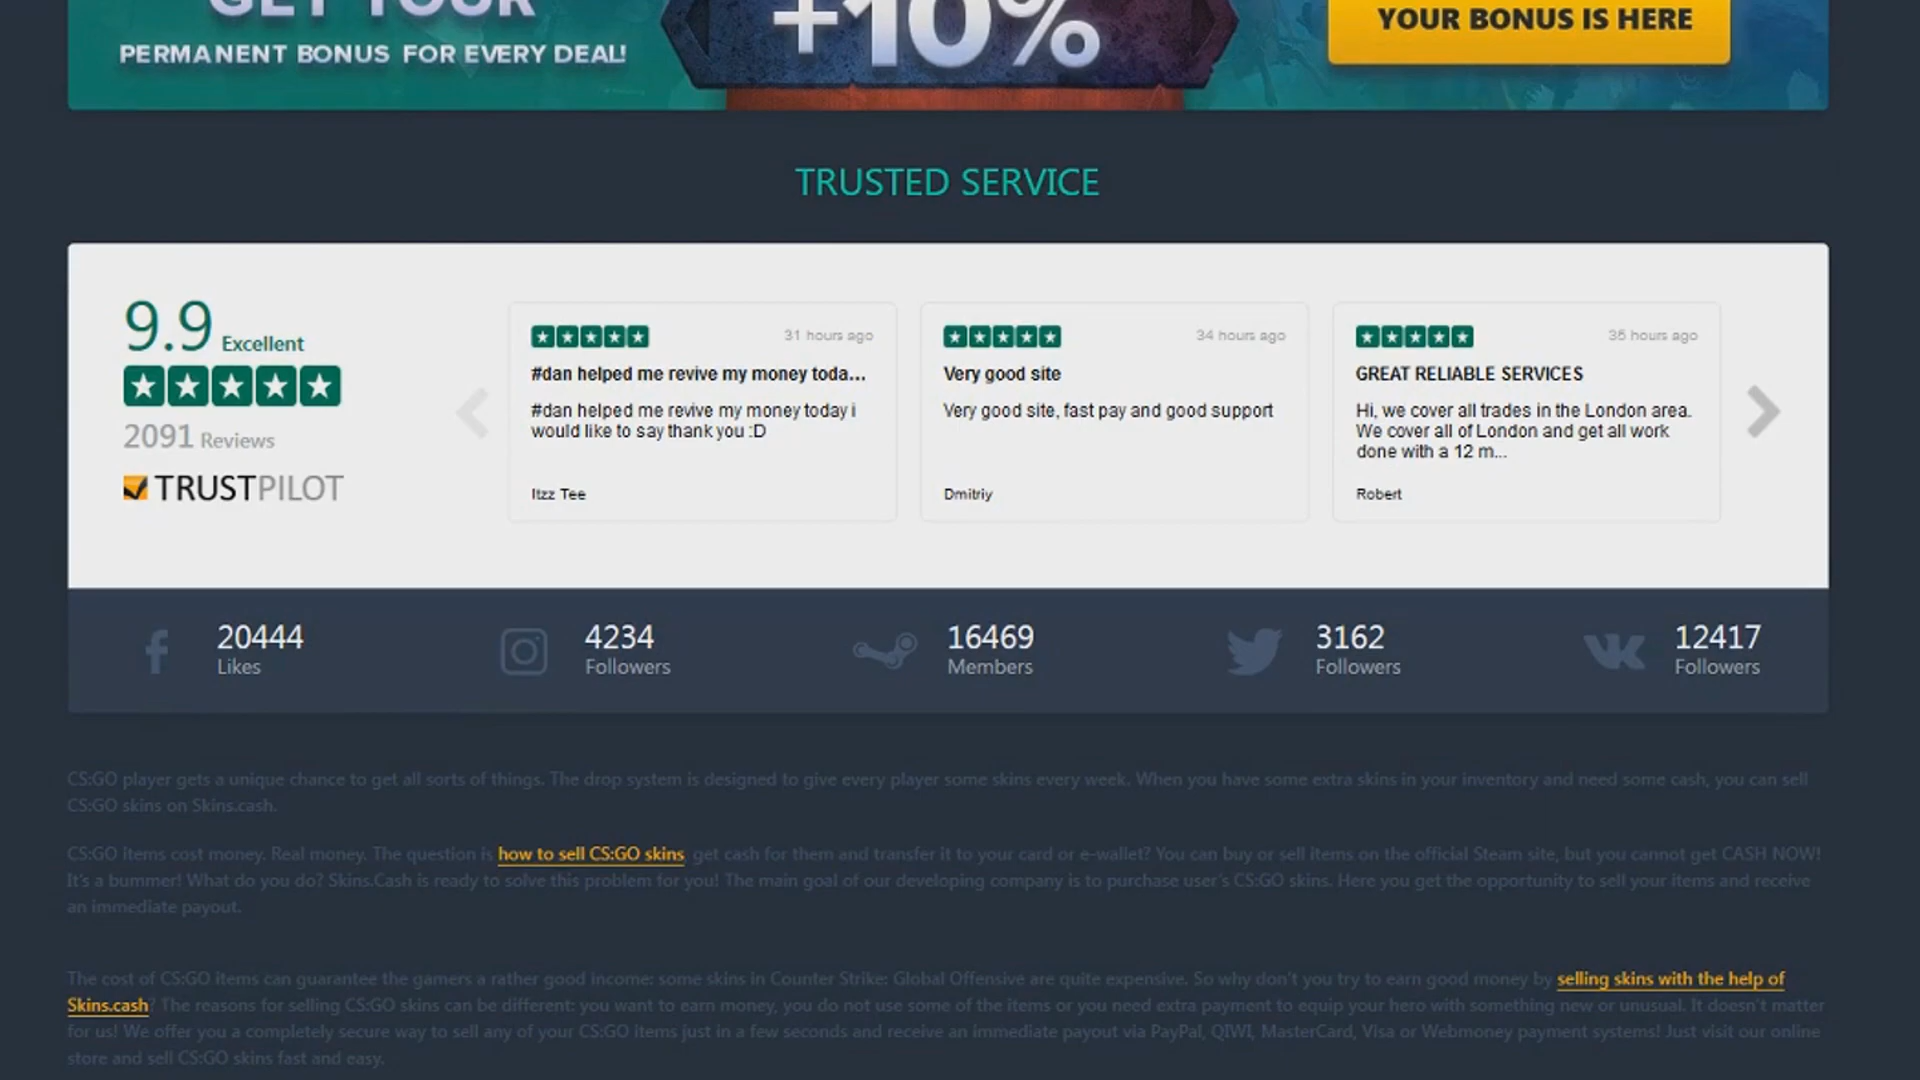 GET YOUR
PERMANENT BONUS FOR EVERY DEAL!
+10%
YOUR BONUS IS HERE
TRUSTED SERVICE
9.9 Excellent
2091 Reviews
TRUSTPILOT
31 hours ago
#dan helped me revive my money toda...
#dan helped me revive my money today i
would like to say thank you :D
Itzz Tee
34 hours ago
Very good site
Very good site, fast pay and good support
Dmitriy
35 hours ago
GREAT RELIABLE SERVICES
Hi, we cover all trades in the London area.
We cover all of London and get all work
done with a 12 m...
Robert
20444
Likes
4234
Followers
16469
Members
3162
Followers
12417
Followers
CS:GO player gets a unique chance to get all sorts of things. The drop system is designed to give every player some skins every week. When you have some extra skins in your inventory and need some cash, you can sell
CS:GO skins on Skins.cash.
CS:GO items cost money. Real money. The question is how to sell CS:GO skins, get cash for them and transfer it to your card or e-wallet? You can buy or sell items on the official Steam site, but you cannot get CASH NOW!
It's a bummer! What do you do? Skins.Cash is ready to solve this problem for you! The main goal of our developing company is to purchase user's CS:GO skins. Here you get the opportunity to sell your items and receive
an immediate payout.
The cost of CS:GO items can guarantee the gamers a rather good income: some skins in Counter Strike: Global Offensive are quite expensive. So why don't you try to earn good money by selling skins with the help of
Skins.cash? The reasons for selling CS:GO skins can be different: you want to earn money, you do not use some of the items or you need extra payment to equip your hero with something new or unusual. It doesn't matter
for us! We offer you a completely secure way to sell any of your CS:GO items just in a few seconds and receive an immediate payout via PayPal, QIWI, MasterCard, Visa or Webmoney payment systems! Just visit our online
store and sell CS:GO skins fast and easy.